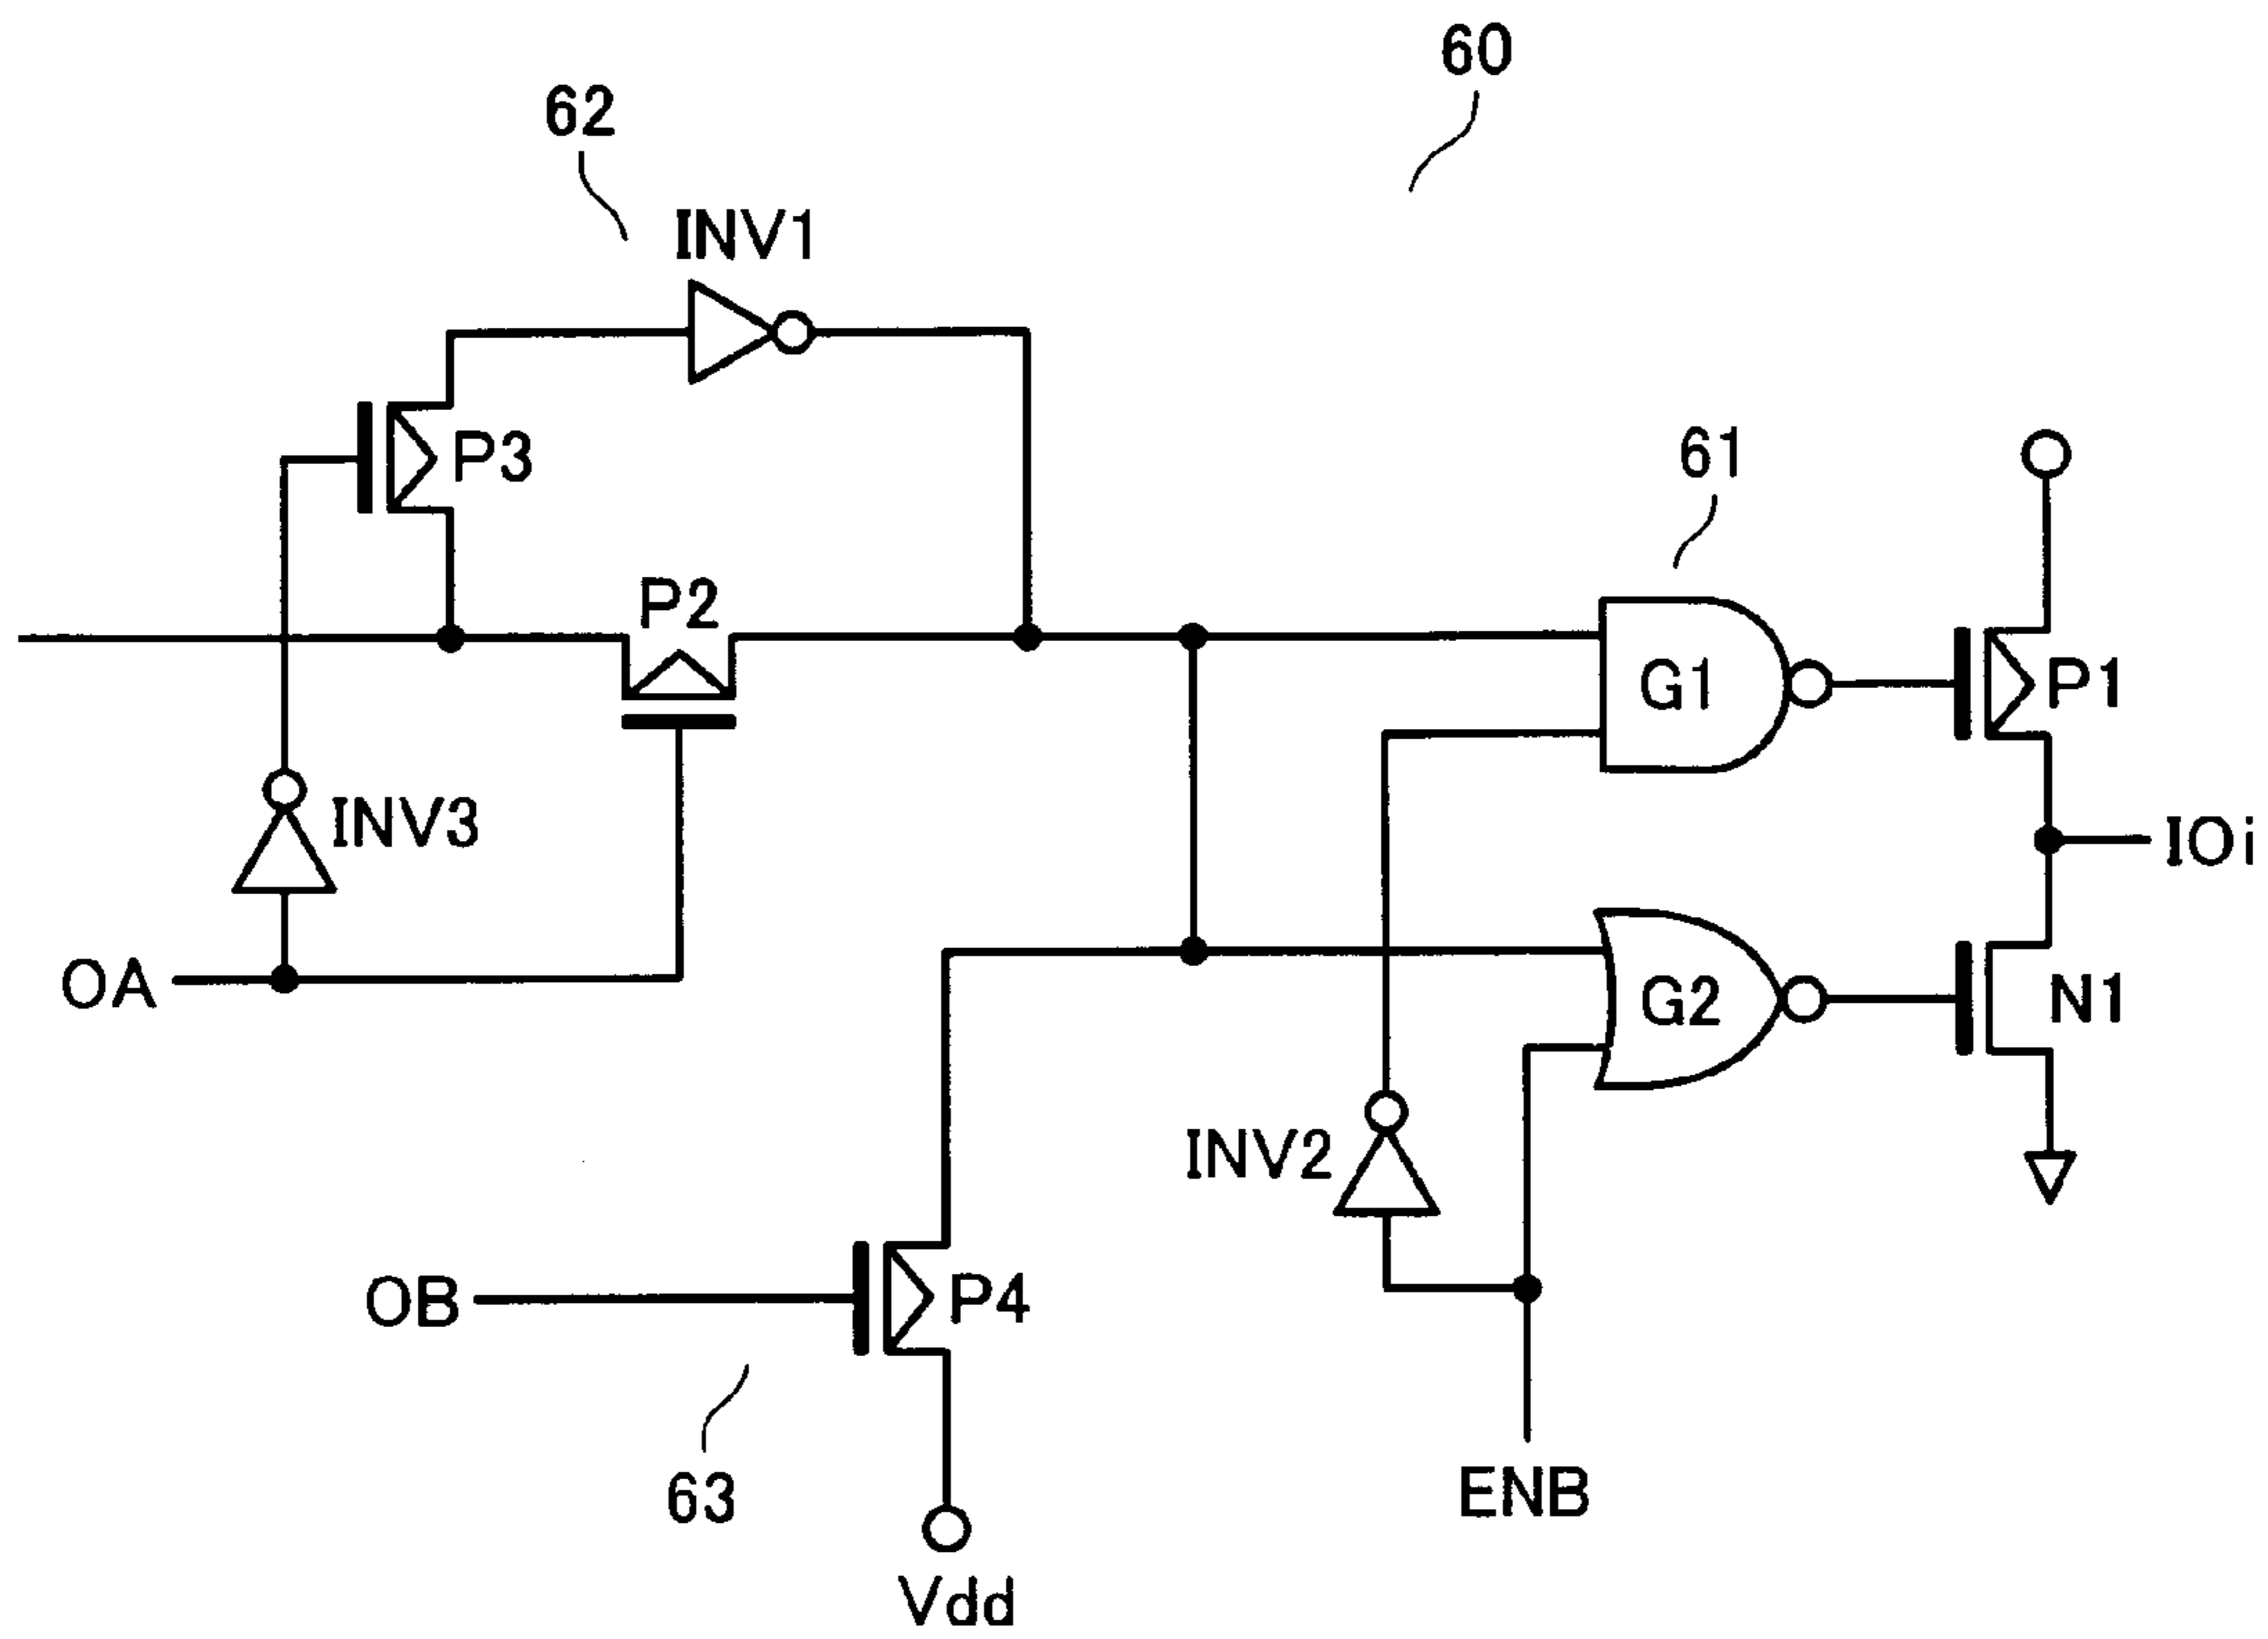 60
62
INV1
P3
61
P2
G1
P1
INV3
IOi
OA
G2
N1
INV2
OB
P4
63
ENB
Vdd